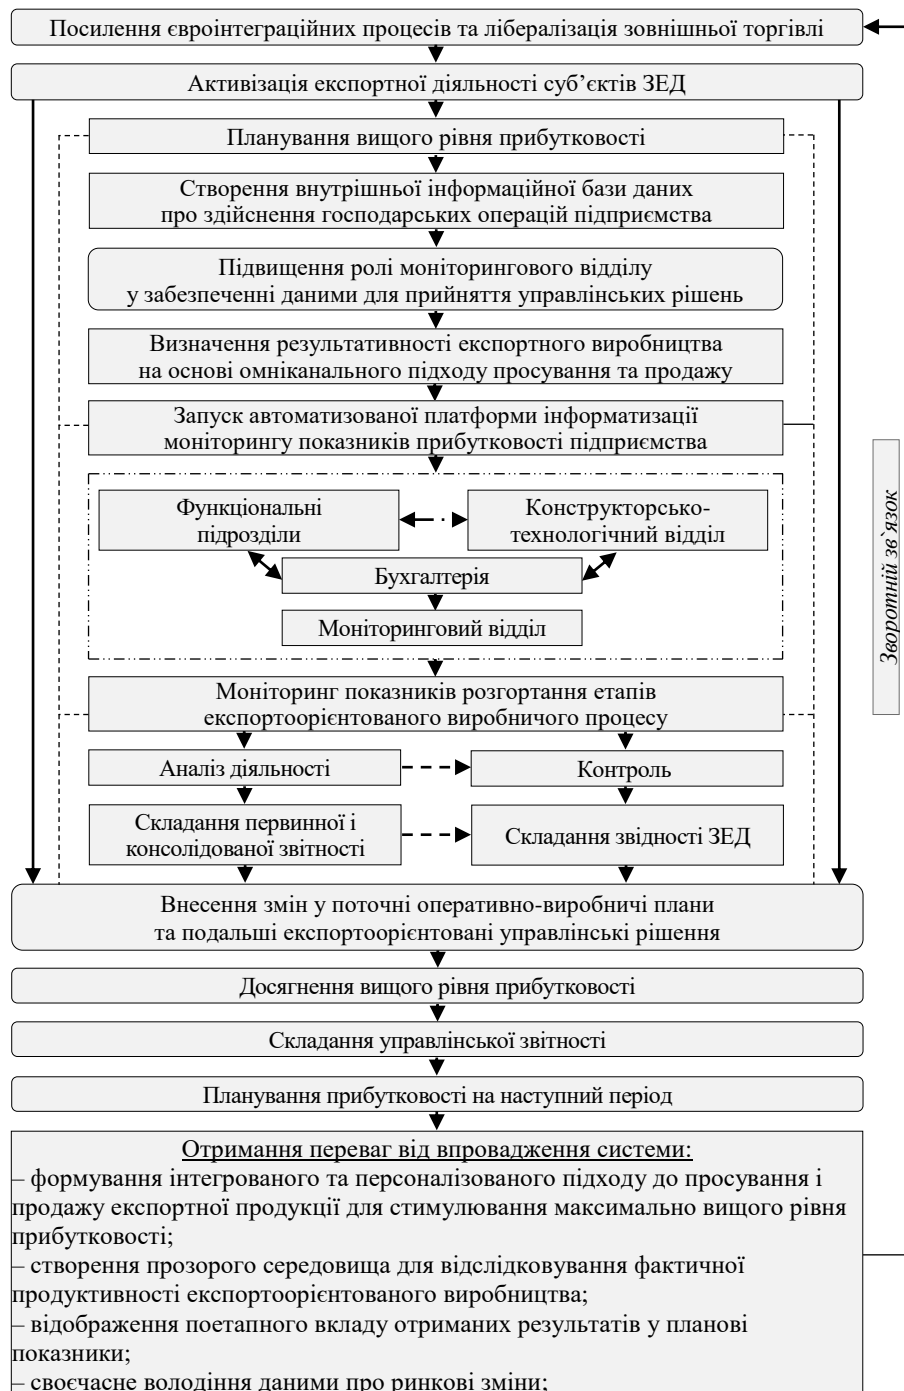 Посилення євроінтеграційних процесів та лібералізація зовнішньої торгівлі
Активізація експортної діяльності суб’єктів ЗЕД
Планування вищого рівня прибутковості
Створення внутрішньої інформаційної бази даних
про здійснення господарських операцій підприємства
Підвищення ролі моніторингового відділу
у забезпеченні даними для прийняття управлінських рішень
Визначення результативності експортного виробництва
на основі омніканального підходу просування та продажу
Запуск автоматизованої платформи інформатизації
моніторингу показників прибутковості підприємства
Функціональні
підрозділи
Конструкторсько-
технологічний відділ
Бухгалтерія
Моніторинговий відділ
Зворотній зв`язок
Моніторинг показників розгортання етапів
експортоорієнтованого виробничого процесу
Аналіз діяльності
Контроль
Складання первинної і
консолідованої звітності
Складання звідності ЗЕД
Внесення змін у поточні оперативно-виробничі плани
та подальші експортоорієнтовані управлінські рішення
Досягнення вищого рівня прибутковості
Складання управлінської звітності
Планування прибутковості на наступний період
Отримання переваг від впровадження системи:
– формування інтегрованого та персоналізованого підходу до просування і
продажу експортної продукції для стимулювання максимально вищого рівня
прибутковості;
– створення прозорого середовища для відслідковування фактичної
продуктивності експортоорієнтованого виробництва;
– відображення поетапного вкладу отриманих результатів у планові
показники;
– своєчасне володіння даними про ринкові зміни;